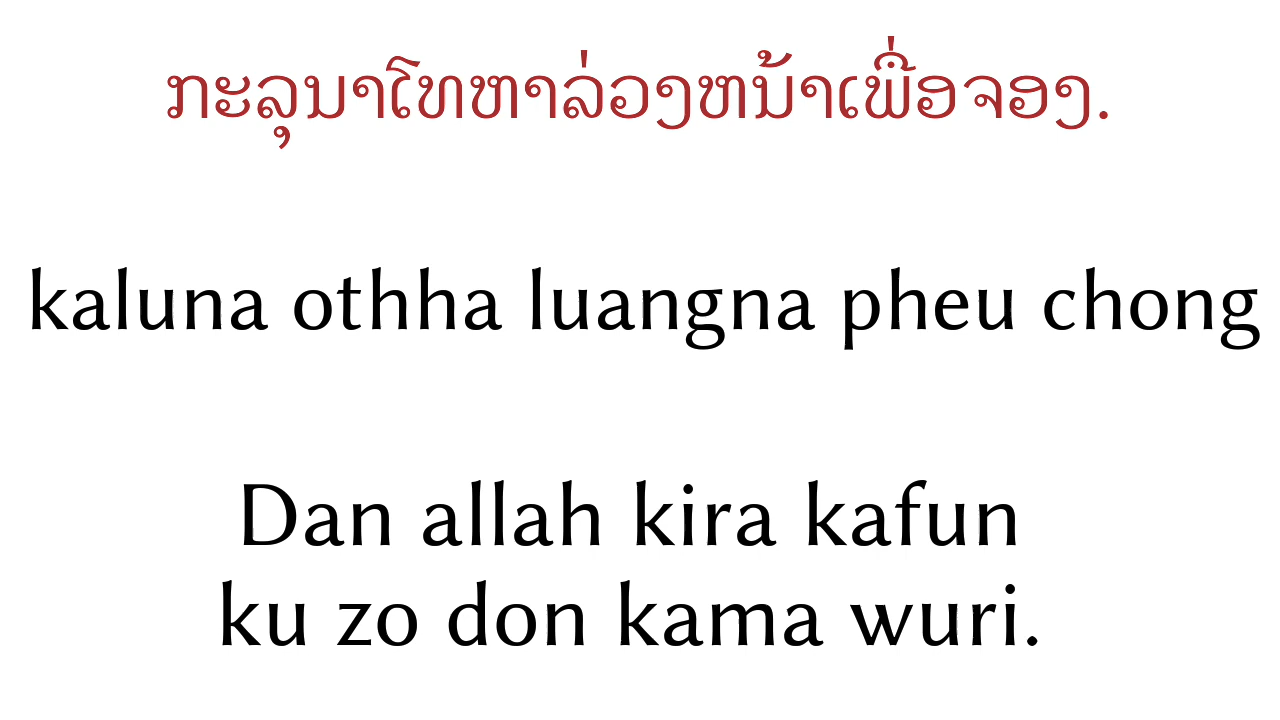 ກະລຸນາໂທຫາລ່ວງຫນ້າເພື່ອຈອງ.
kaluna othha luangna pheu chong
Dan allah kira kafun
ku zo don kama wuri.